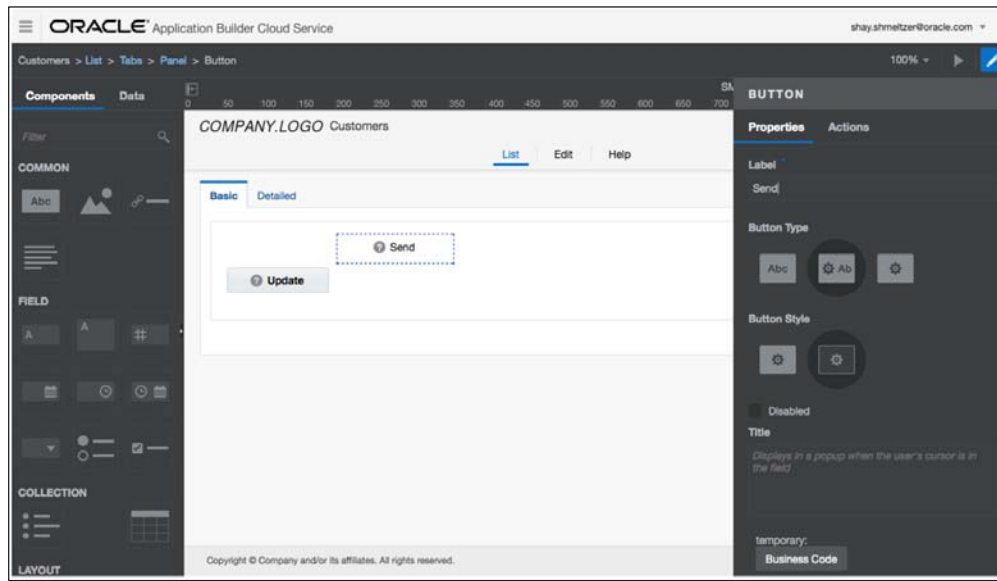 ORACLE Application Builder Cloud Service
shay.shmeltzer@oracle.com
Customers > List > Tabs > Panel > Button
100%
Components Data
0 50 100 150 200 250 300 350 400 450 500 550 600 650 700
SM
Filter
COMMON
Abc
FIELD
A A #
COLLECTION
LAYOUT
COMPANY.LOGO Customers
List Edit Help
Basic Detailed
Send
Update
Copyright © Company and/or its affiliates. All rights reserved.
BUTTON
Properties Actions
Label
Send
Button Type
Abc Ab
Button Style
Disabled
Title
Displays in a popup when the user's cursor is in
the field
temporary:
Business Code